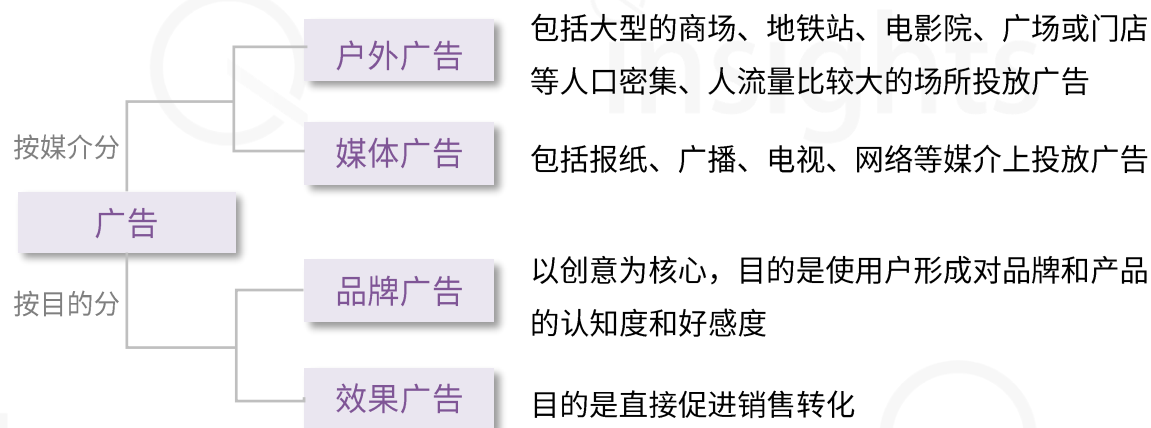 户外广告
包括大型的商场、地铁站、电影院、广场或门店
等人口密集、人流量比较大的场所投放广告
按媒介分
媒体广告
包括报纸、广播、电视、网络等媒介上投放广告
广告
品牌广告
以创意为核心，目的是使用户形成对品牌和产品
的认知度和好感度
按目的分
效果广告
目的是直接促进销售转化
insights